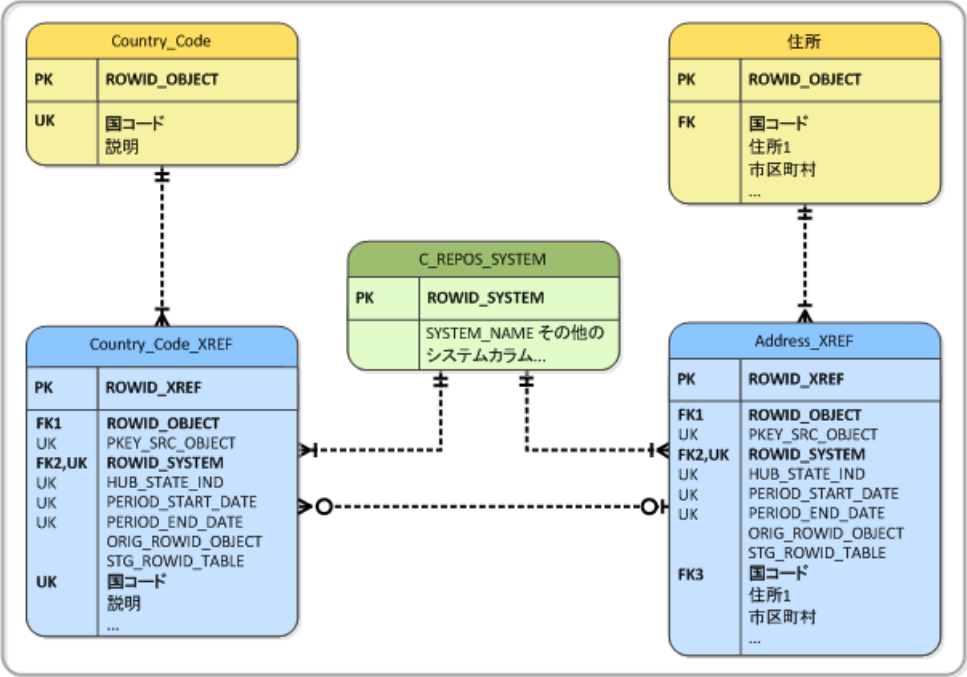 Country_Code
PK ROWID_OBJECT
UK 国コード
説明
住所
PK ROWID_OBJECT
FK 国コード
住所1
市区町村
...
C_REPOS_SYSTEM
PK ROWID_SYSTEM
SYSTEM_NAME その他の
システムカラム...
Country_Code_XREF
PK ROWID_XREF
FK1 ROWID_OBJECT
UK PKEY_SRC_OBJECT
FK2,UK ROWID_SYSTEM
UK HUB_STATE_IND
UK PERIOD_START_DATE
UK PERIOD_END_DATE
ORIG_ROWID_OBJECT
STG_ROWID_TABLE
UK 国コード
説明
...
Address_XREF
PK ROWID_XREF
FK1 ROWID_OBJECT
UK PKEY_SRC_OBJECT
FK2,UK ROWID_SYSTEM
UK HUB_STATE_IND
UK PERIOD_START_DATE
UK PERIOD_END_DATE
ORIG_ROWID_OBJECT
STG_ROWID_TABLE
FK3 国コード
住所1
市区町村
...